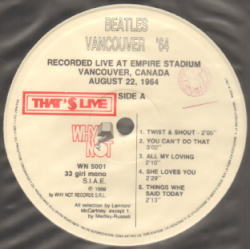 BEATLES
VANCOUVER '64
RECORDED LIVE AT EMPIRE STADIUM
VANCOUVER, CANADA
AUGUST 22, 1964
SIDE A
THAT'S LIVE
WHY
NOT
WN 5001
33 giri mono
S.I.A.E.
by WHY NOT RECORDS S.R.L.
All selection by Lennon/
McCartney except 1.
by Medley-Russell
1. TWIST & SHOUT - 2'05"
2. YOU CAN'T DO THAT
3'02"
3. ALL MY LOVING
2'10"
4. SHE LOVES YOU
2'29"
5. THINGS WHE
SAID TODAY
2'13"